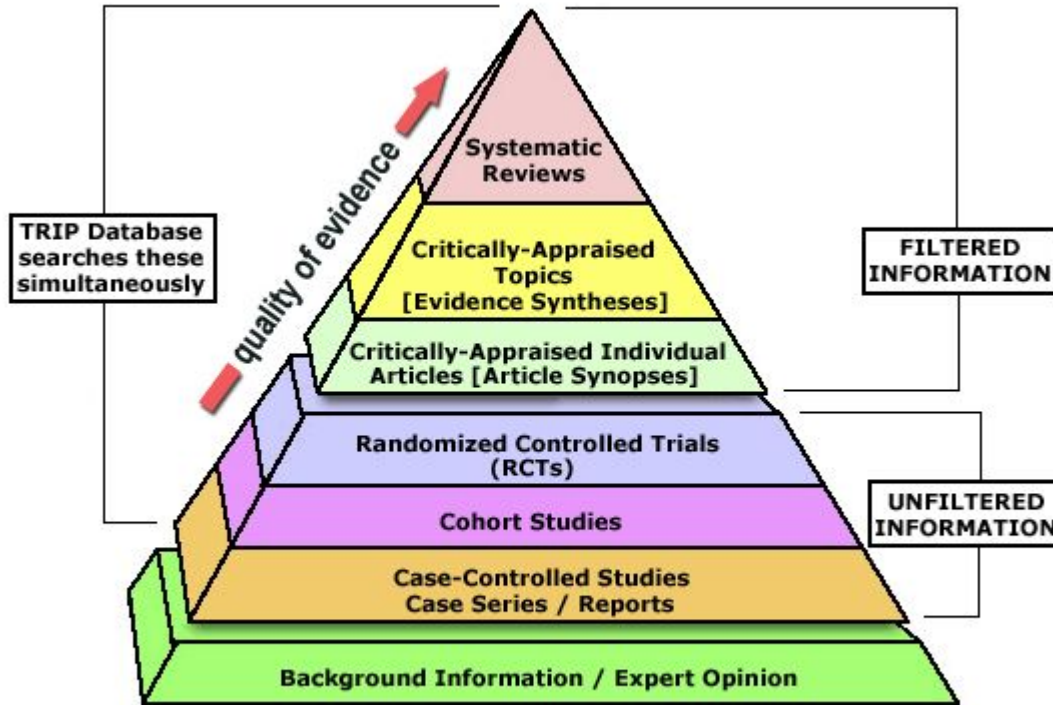 Systematic
Reviews
Critically-Appraised
Topics
[Evidence Syntheses]
Critically-Appraised Individual
Articles [Article Synopses]
Randomized Controlled Trials
(RCTs)
Cohort Studies
Case-Controlled Studies
Case Series / Reports
Background Information / Expert Opinion
quality of evidence
TRIP Database
searches these
simultaneously
FILTERED
INFORMATION
UNFILTERED
INFORMATION